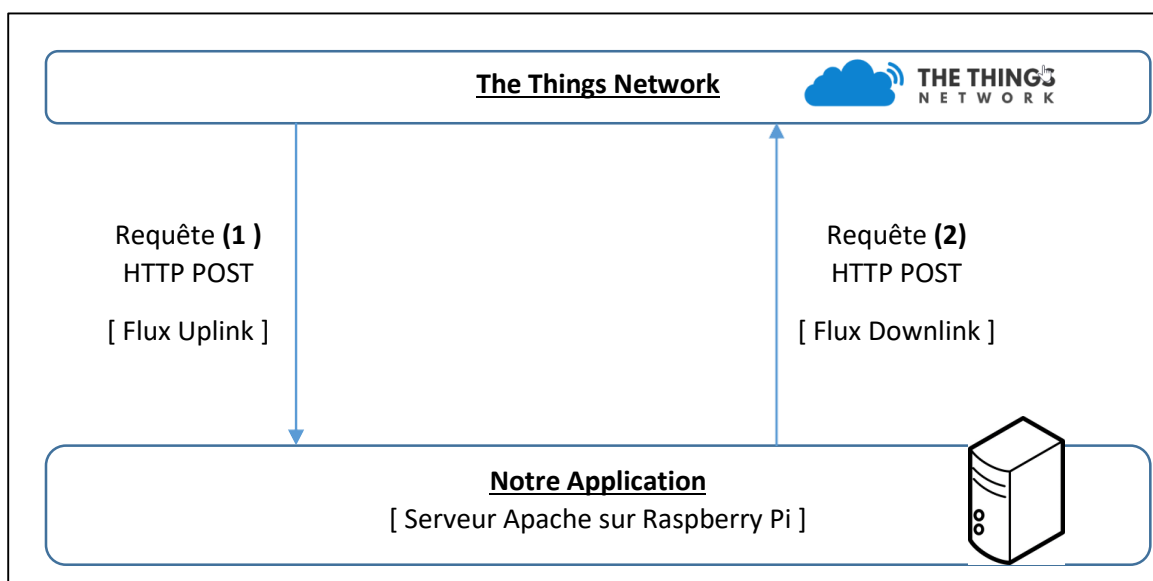 The Things Network
THE THINGS
NETWORK
Requête (1 )
HTTP POST
[ Flux Uplink ]
Requête (2)
HTTP POST
[ Flux Downlink ]
Notre Application
[ Serveur Apache sur Raspberry Pi ]